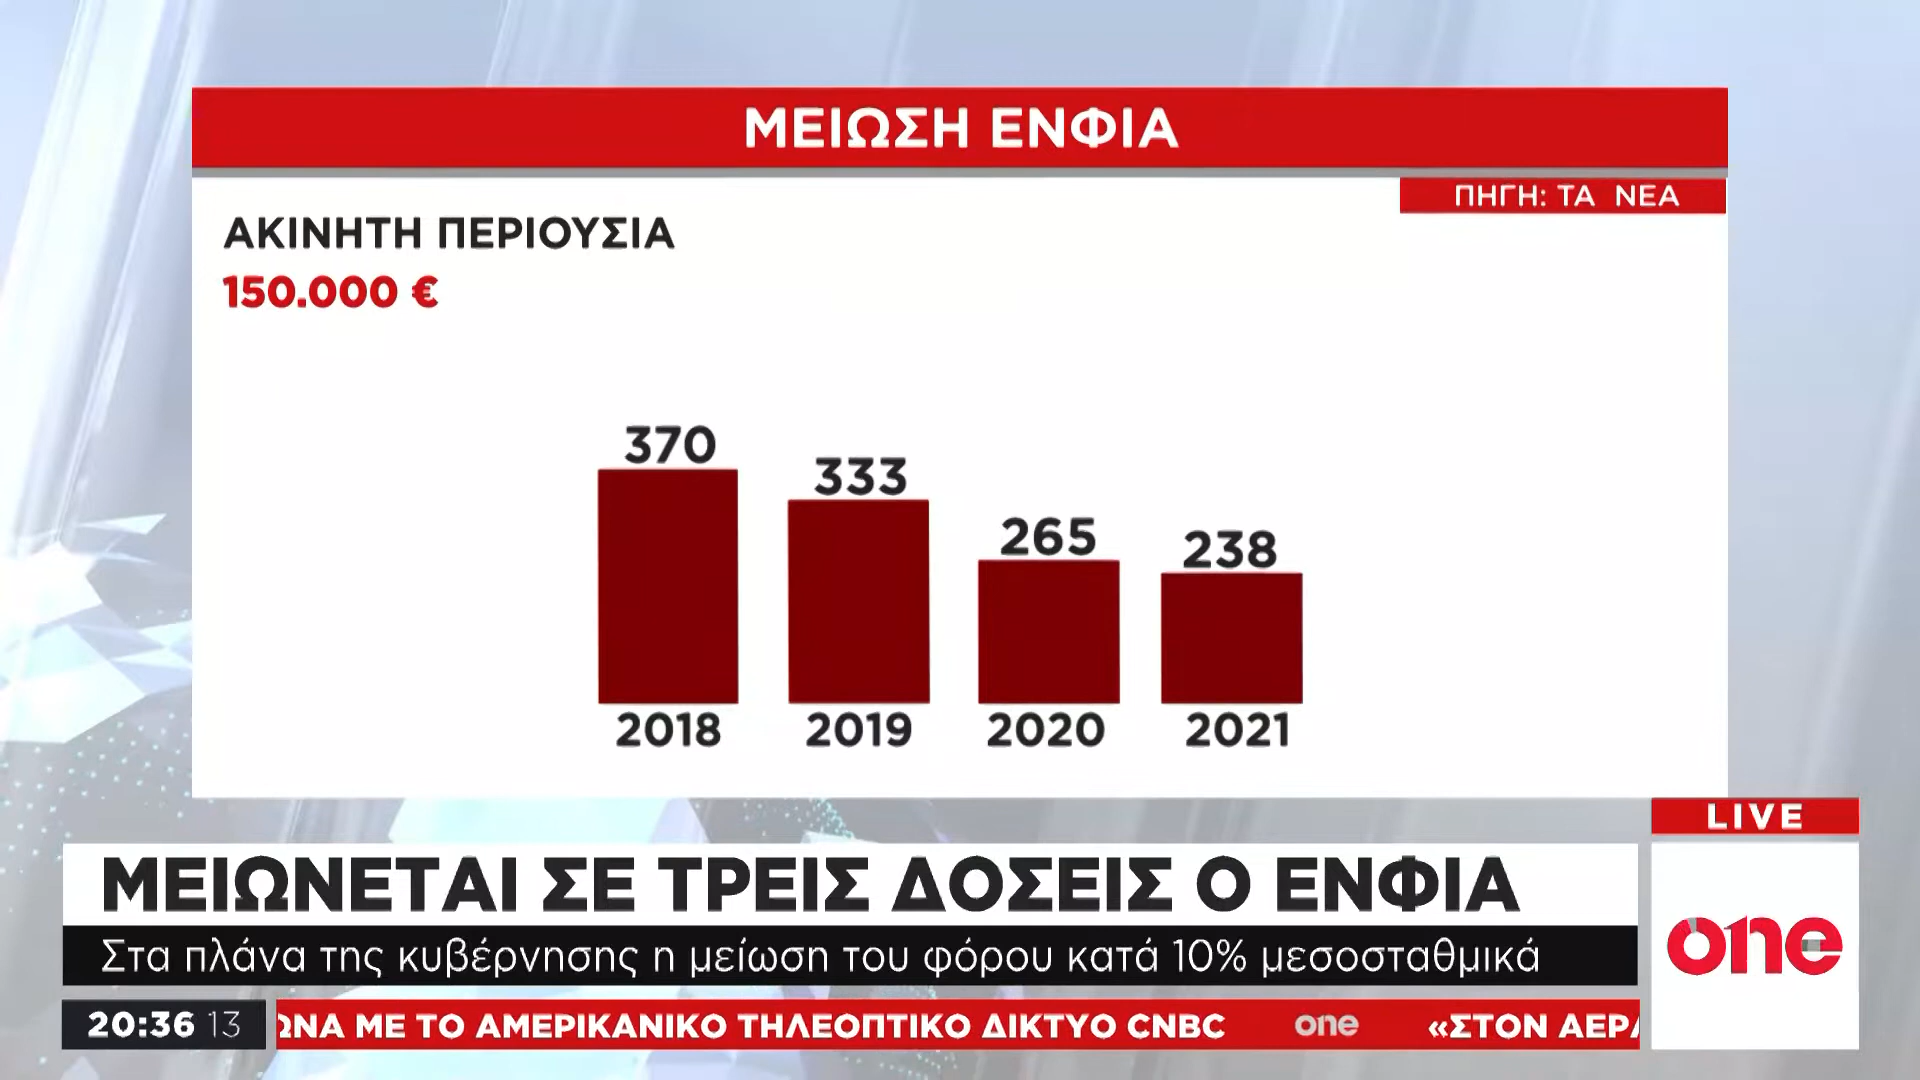 ΜΕΙΩΣΗ ΕΝΦΙΑ
ΠΗΓΗ: ΤΑ ΝΕΑ
ΑΚΙΝΗΤΗ ΠΕΡΙΟΥΣΙΑ
150.000 €
370
333
265
238
2018
2019
2020
2021
LIVE
ΜΕΙΩΝΕΤΑΙ ΣΕ ΤΡΕΙΣ ΔΟΣΕΙΣ Ο ΕΝΦΙΑ
Στα πλάνα της κυβέρνησης η μείωση του φόρου κατά 10% μεσοσταθμικά
one
20:36 13
ΜΕ ΤΟ ΑΜΕΡΙΚΑΝΙΚΟ ΤΗΛΕΟΠΤΙΚΟ ΔΙΚΤΥΟ CNBC one «ΣΤΟΝ